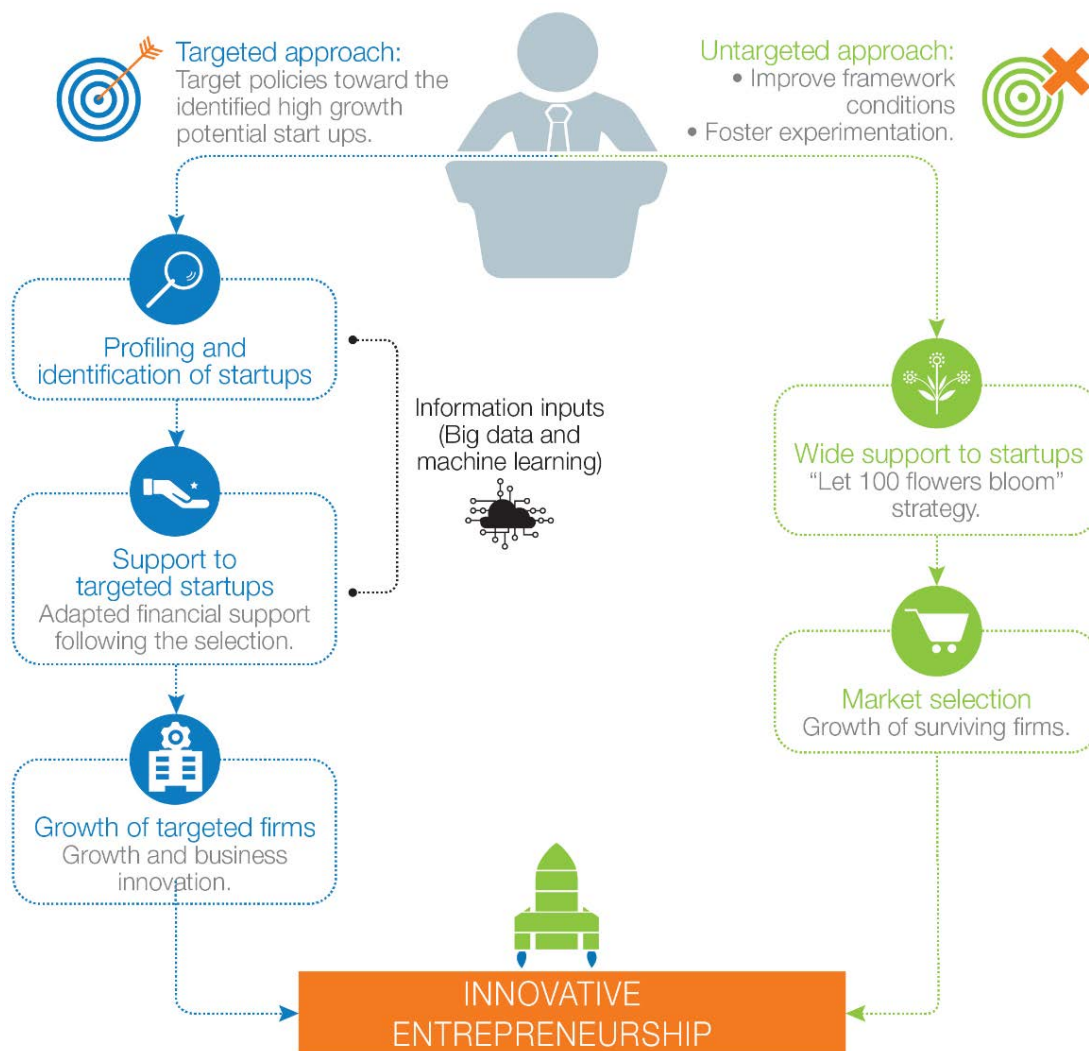 Targeted approach:
Target policies toward the
identified high growth
potential start ups.
Untargeted approach:
• Improve framework
conditions
• Foster experimentation.
Profiling and
identification of startups
Information inputs
(Big data and
machine learning)
Support to
targeted startups
Adapted financial support
following the selection.
Growth of targeted firms
Growth and business
innovation.
Wide support to startups
“Let 100 flowers bloom”
strategy.
Market selection
Growth of surviving firms.
INNOVATIVE
ENTREPRENEURSHIP